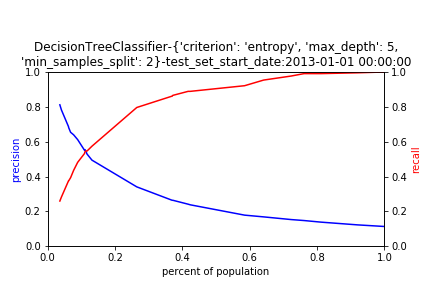 DecisionTreeClassifier-{'criterion': 'entropy', 'max_depth': 5,
'min_samples_split': 2}-test_set_start_date:2013-01-01 00:00:00
1.0
0.8
0.6
0.4
0.2
0.0
precision
1.0
0.8
0.6
0.4
0.2
0.0
recall
0.0 0.2 0.4 0.6 0.8 1.0
percent of population